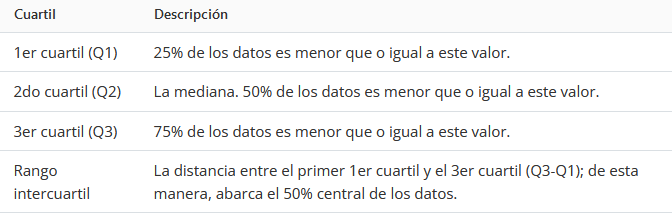 Cuartil Descripción
1er cuartil (Q1) 25% de los datos es menor que o igual a este valor.
2do cuartil (Q2) La mediana. 50% de los datos es menor que o igual a este valor.
3er cuartil (Q3) 75% de los datos es menor que o igual a este valor.
Rango La distancia entre el primer 1er cuartil y el 3er cuartil (Q3-Q1); de esta
intercuartil manera, abarca el 50% central de los datos.